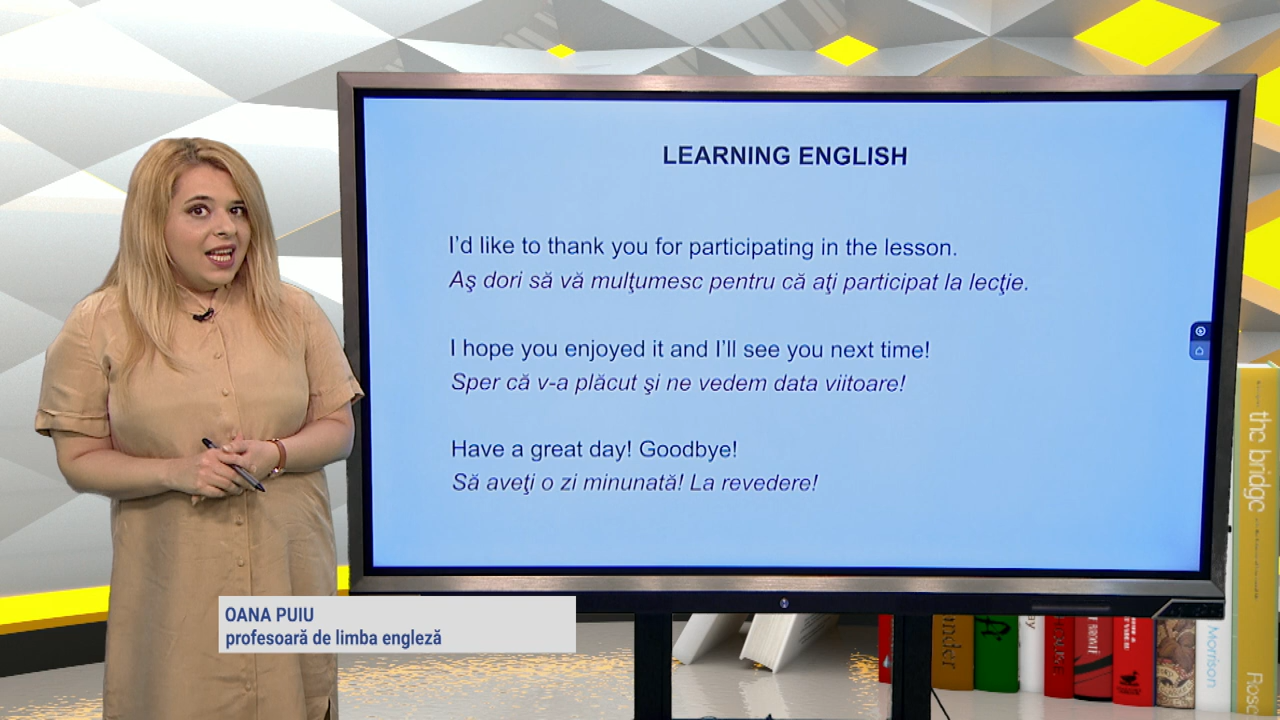 LEARNING ENGLISH
I'd like to thank you for participating in the lesson.
Aş dori să vă mulţumesc pentru că aţi participat la lecţie.
I hope you enjoyed it and I'll see you next time!
Sper că v-a plăcut şi ne vedem data viitoare!
Have a great day! Goodbye!
Să aveţi o zi minunată! La revedere!
OANA PUIU
profesoară de limba engleză
the bridge
Morrison